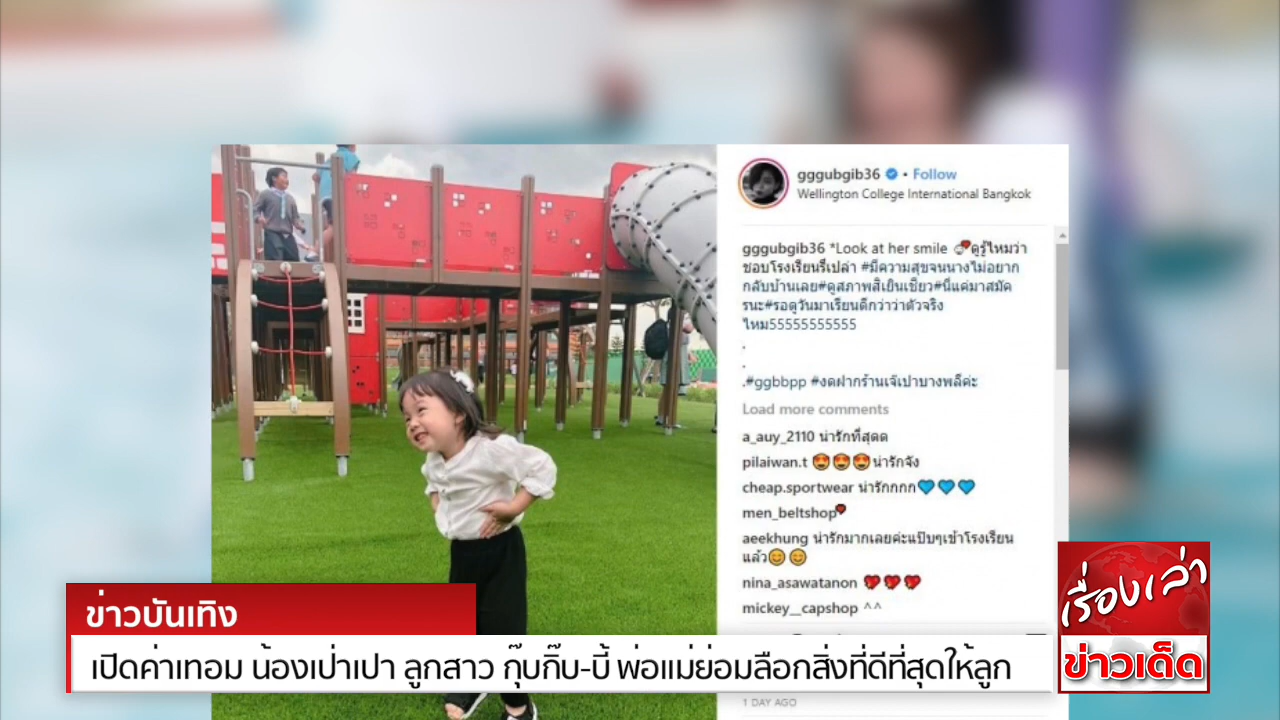 gggubgib36 • Follow
Wellington College International Bangkok
gggubgib36 *Look at her smile ดูรู้ไหมว่า
ชอบโรงเรียนรึเปล่า #มีความสุขจนนางไม่อยาก
กลับบ้านเลย#ดูสภาพสิเยินเชียว#นี่แค่มาสมัค
รนะ#รอดูวันมาเรียนดีกว่าว่าตัวจริง
ไหม55555555555
.
.
.#ggbbpp #งดฝากร้านเจ๊เปาบางพลีค่ะ
Load more comments
a_auy_2110 น่ารักที่สุดด
pilaiwan.t 😍😍😍น่ารักจัง
cheap.sportwear น่ารักกกก💙💙💙
men_beltshop
aeekhung น่ารักมากเลยค่ะแป๊บๆเข้าโรงเรียน
แล้ว😊😊
nina_asawatanon 💖💖💖
mickey__capshop ^^
ข่าวบันเทิง
เปิดค่าเทอม น้องเป่าเปา ลูกสาว กุ๊บกิ๊บ-บี้ พ่อแม่ย่อมลือกสิ่งที่ดีที่สุดให้ลูก
เรื่องเล่า
ข่าวเด็ด
1 DAY AGO